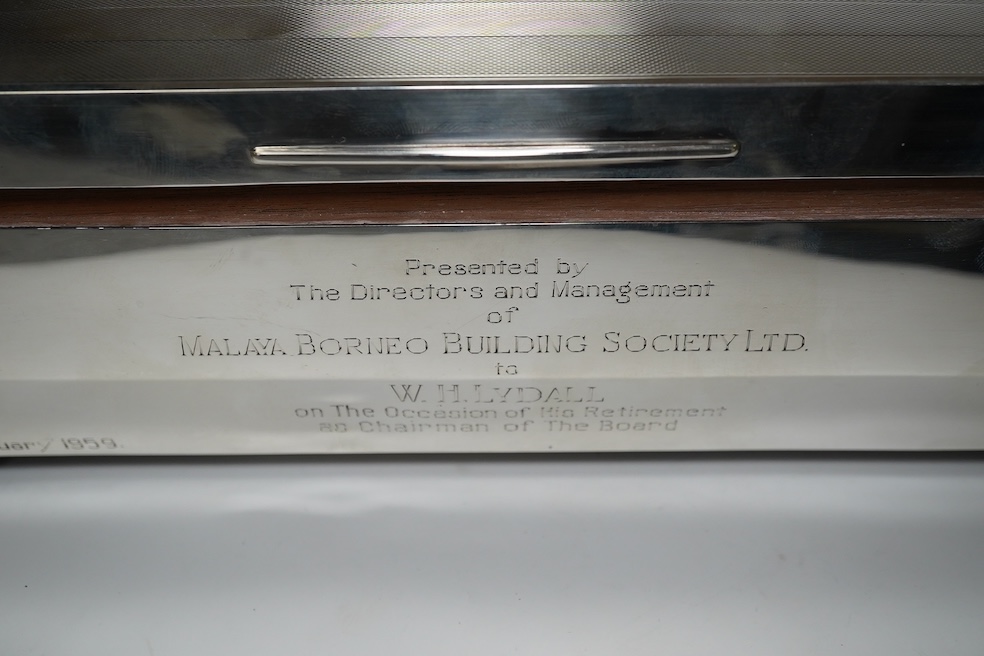 Presented by
The Directors and Management
of
MALAYA BORNEO BUILDING SOCIETY LTD.
to
W. H. LYDALL
on The Occasion of His Retirement
as Chairman of The Board
1959.